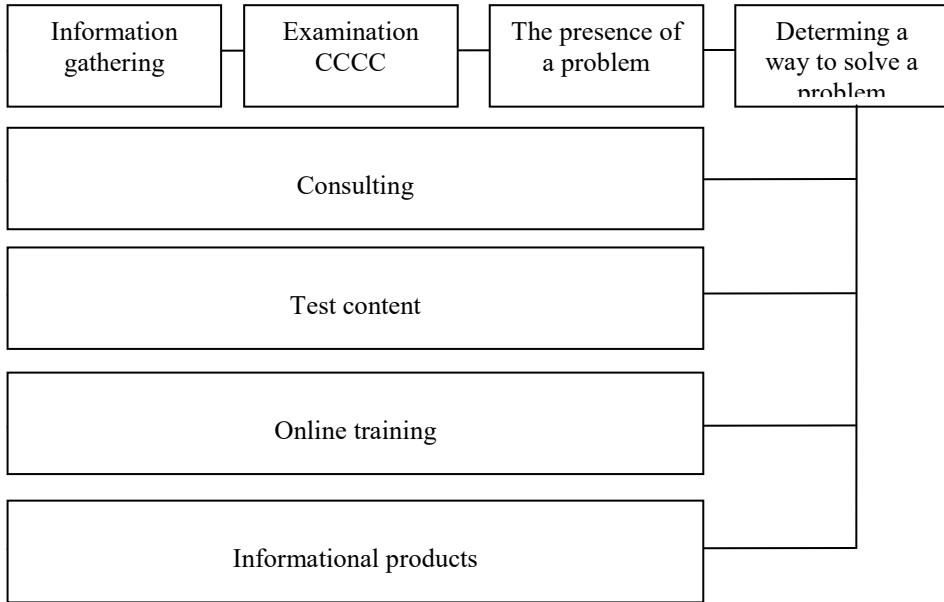 Information
gathering
Examination
CCCC
The presence of
a problem
Determing a
way to solve a
problem
Consulting
Test content
Online training
Informational products